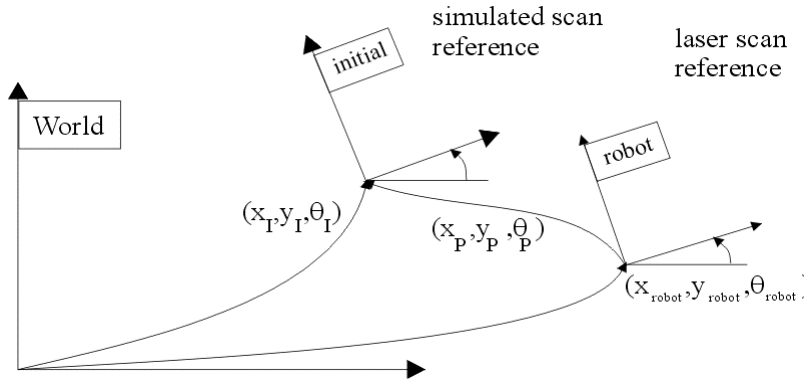 simulated scan
reference
laser scan
reference
initial
World
robot
(x_I,y_I,θ_I)
(x_P,y_P,θ_P)
(x_robot,y_robot,θ_robot)